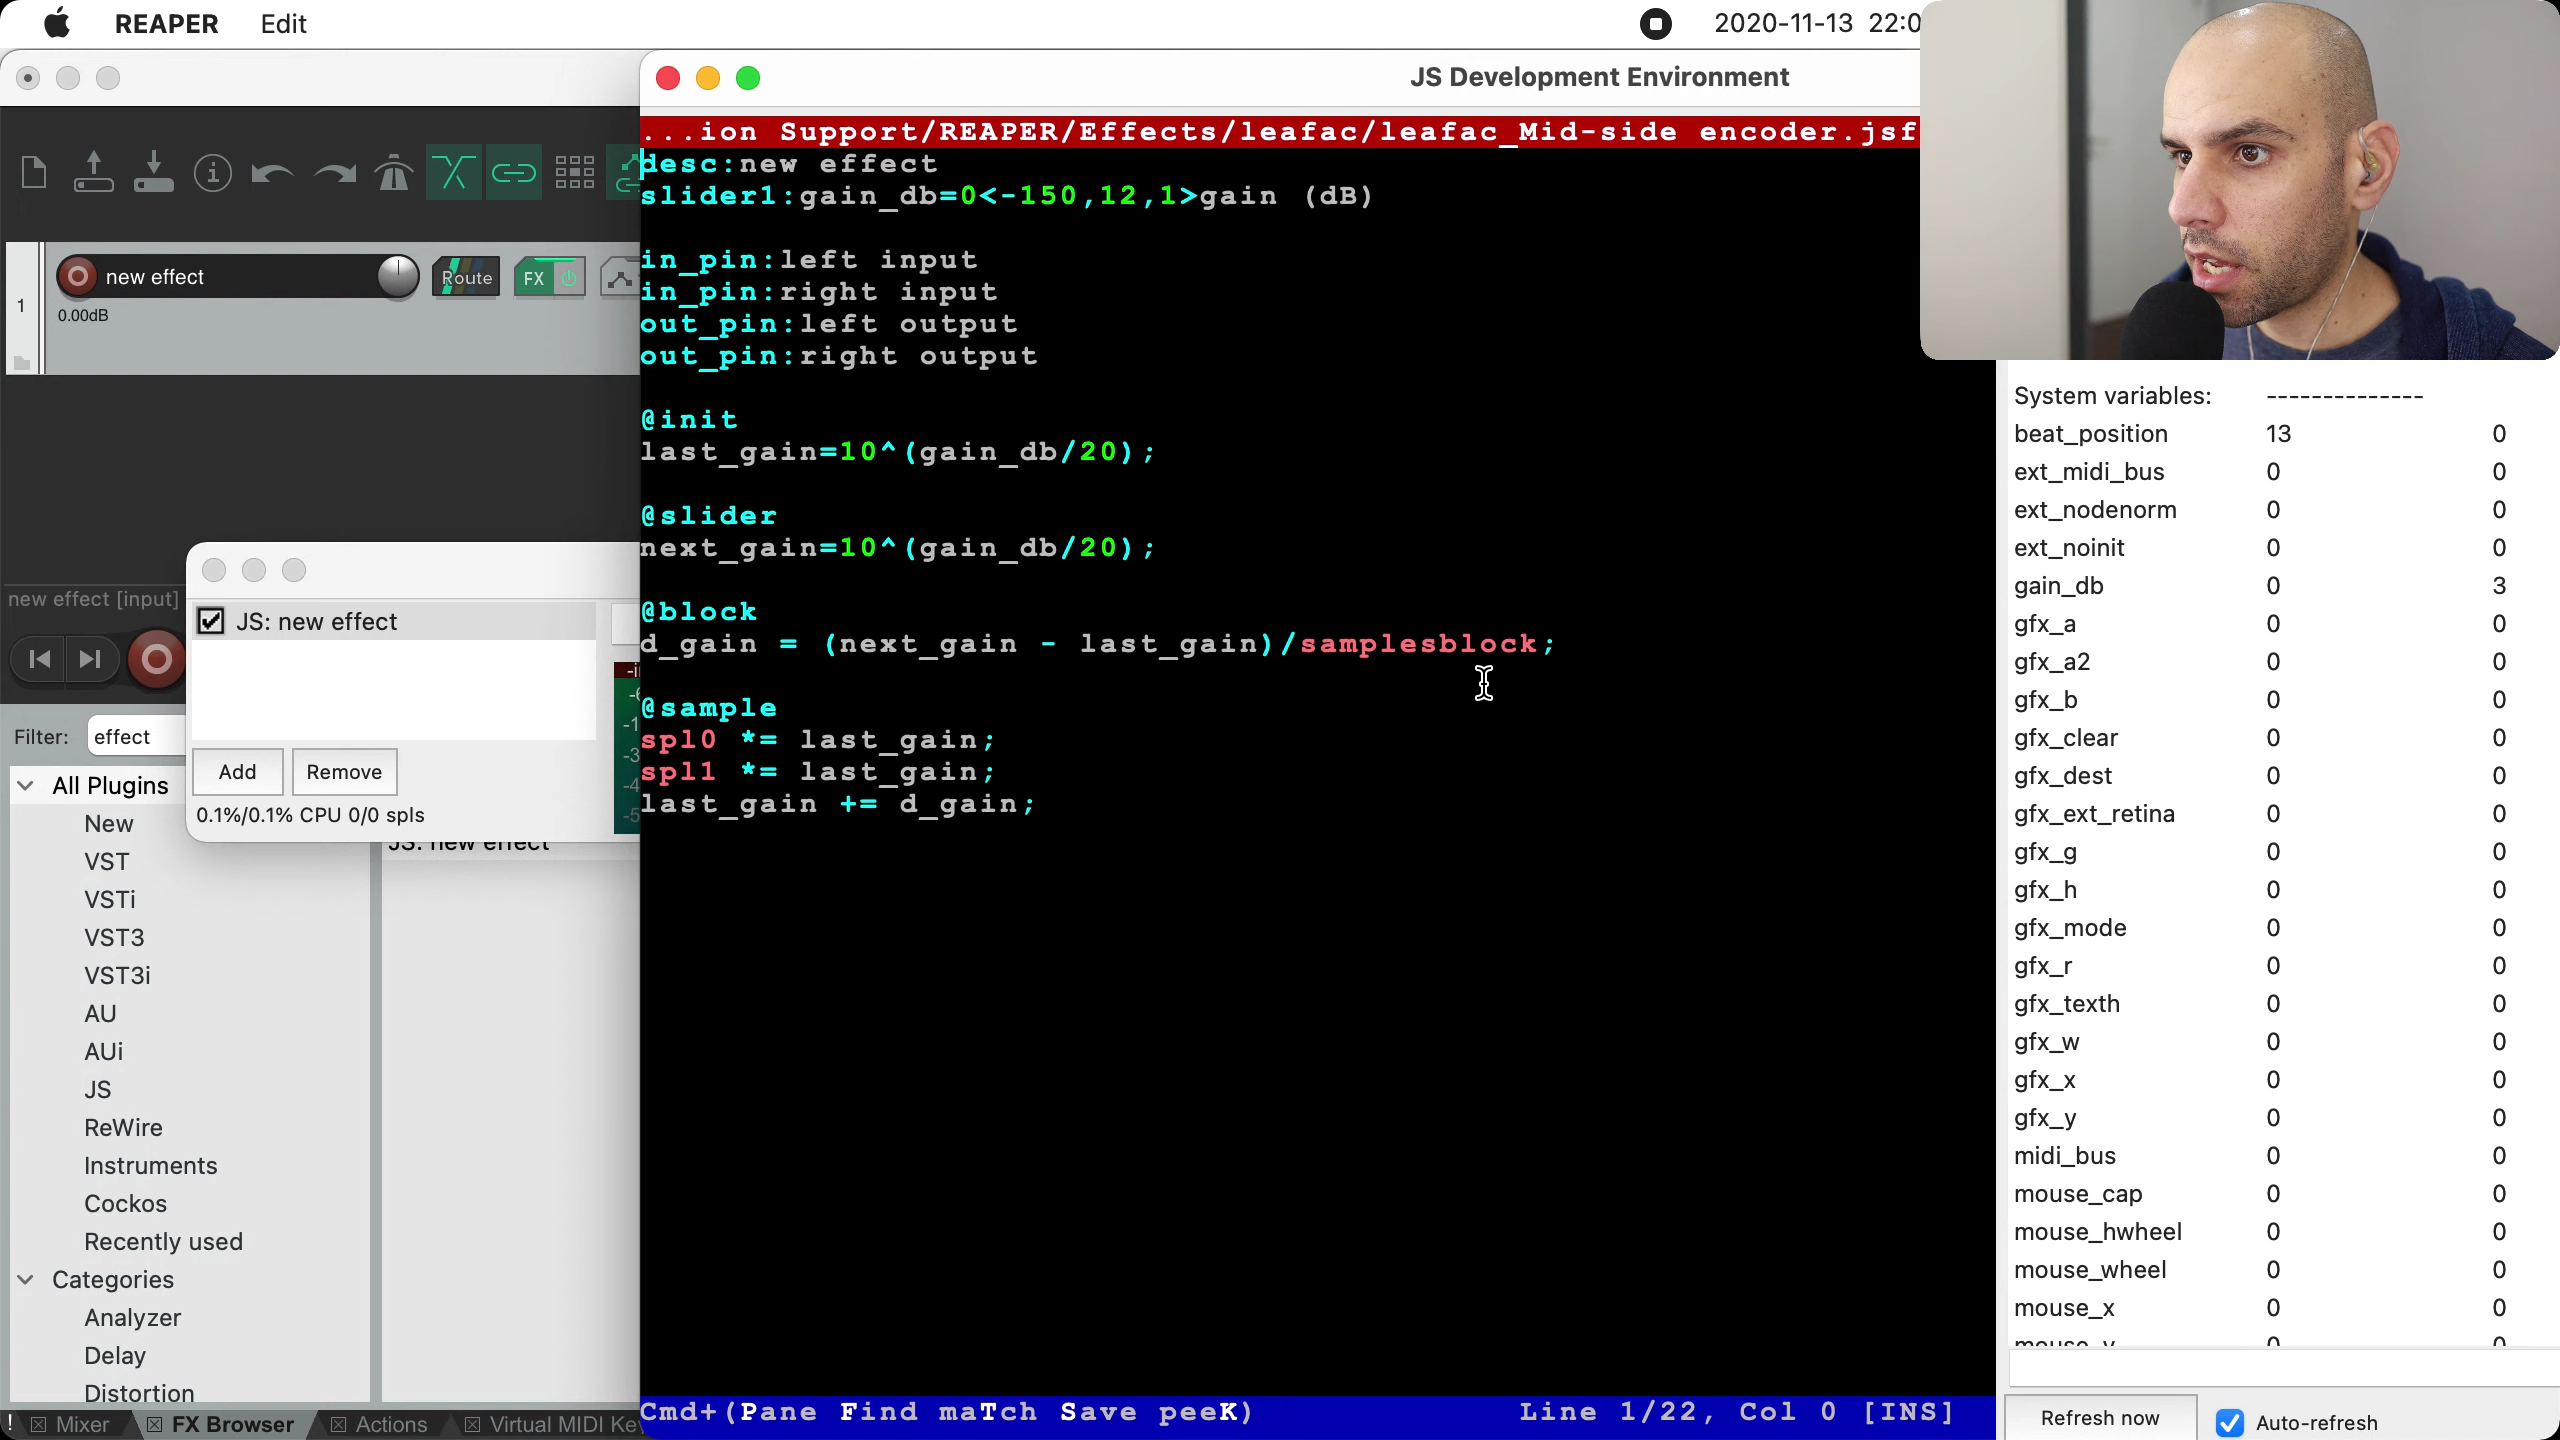 REAPER Edit
2020-11-13 22:0
JS Development Environment
...ion Support/REAPER/Effects/leafac/leafac_Mid-side encoder.jsf
desc:new effect
slider1:gain_db=0<-150,12,1>gain (dB)
in_pin:left input
in_pin:right input
out_pin:left output
out_pin:right output
@init
last_gain=10^(gain_db/20);
@slider
next_gain=10^(gain_db/20);
@block
d_gain = (next_gain - last_gain)/samplesblock;
@sample
spl0 *= last_gain;
spl1 *= last_gain;
last_gain += d_gain;
Cmd+(Pane Find maTch Save peeK)
Line 1/22, Col 0 [INS]
1
new effect
Route
FX
0.00dB
new effect [input]
JS: new effect
Add
Remove
0.1%/0.1% CPU 0/0 spls
JS: new effect
Filter: effect
All Plugins
New
VST
VSTi
VST3
VST3i
AU
AUi
JS
ReWire
Instruments
Cockos
Recently used
Categories
Analyzer
Delay
Distortion
! Mixer
FX Browser
Actions
Virtual MIDI Ke
System variables: --------------
beat_position 13 0
ext_midi_bus 0 0
ext_nodenorm 0 0
ext_noinit 0 0
gain_db 0 3
gfx_a 0 0
gfx_a2 0 0
gfx_b 0 0
gfx_clear 0 0
gfx_dest 0 0
gfx_ext_retina 0 0
gfx_g 0 0
gfx_h 0 0
gfx_mode 0 0
gfx_r 0 0
gfx_texth 0 0
gfx_w 0 0
gfx_x 0 0
gfx_y 0 0
midi_bus 0 0
mouse_cap 0 0
mouse_hwheel 0 0
mouse_wheel 0 0
mouse_x 0 0
mouse_y 0 0
Refresh now
Auto-refresh